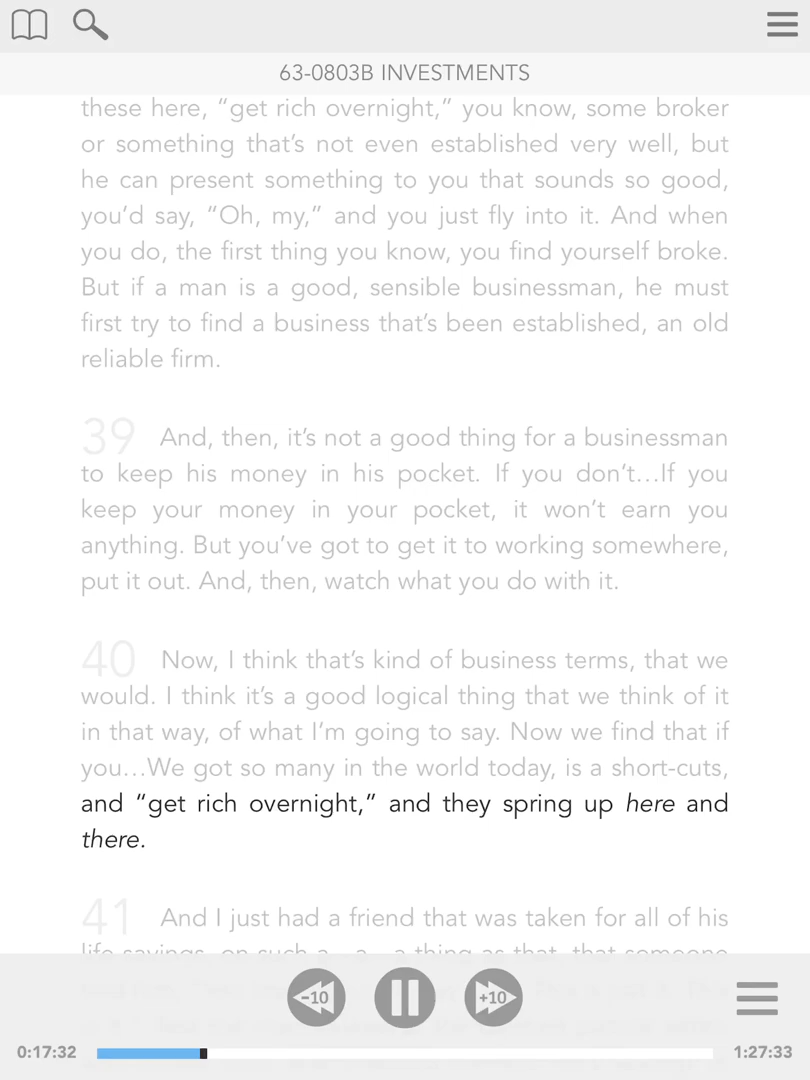 63-0803B INVESTMENTS
these here, “get rich overnight,” you know, some broker
or something that’s not even established very well, but
he can present something to you that sounds so good,
you’d say, “Oh, my,” and you just fly into it. And when
you do, the first thing you know, you find yourself broke.
But if a man is a good, sensible businessman, he must
first try to find a business that’s been established, an old
reliable firm.
39 And, then, it’s not a good thing for a businessman
to keep his money in his pocket. If you don’t…If you
keep your money in your pocket, it won’t earn you
anything. But you’ve got to get it to working somewhere,
put it out. And, then, watch what you do with it.
40 Now, I think that’s kind of business terms, that we
would. I think it’s a good logical thing that we think of it
in that way, of what I’m going to say. Now we find that if
you…We got so many in the world today, is a short-cuts,
and “get rich overnight,” and they spring up here and
there.
41 And I just had a friend that was taken for all of his
life savings, on such a…a…a thing as that, that someone
-10 +10
0:17:32 1:27:33